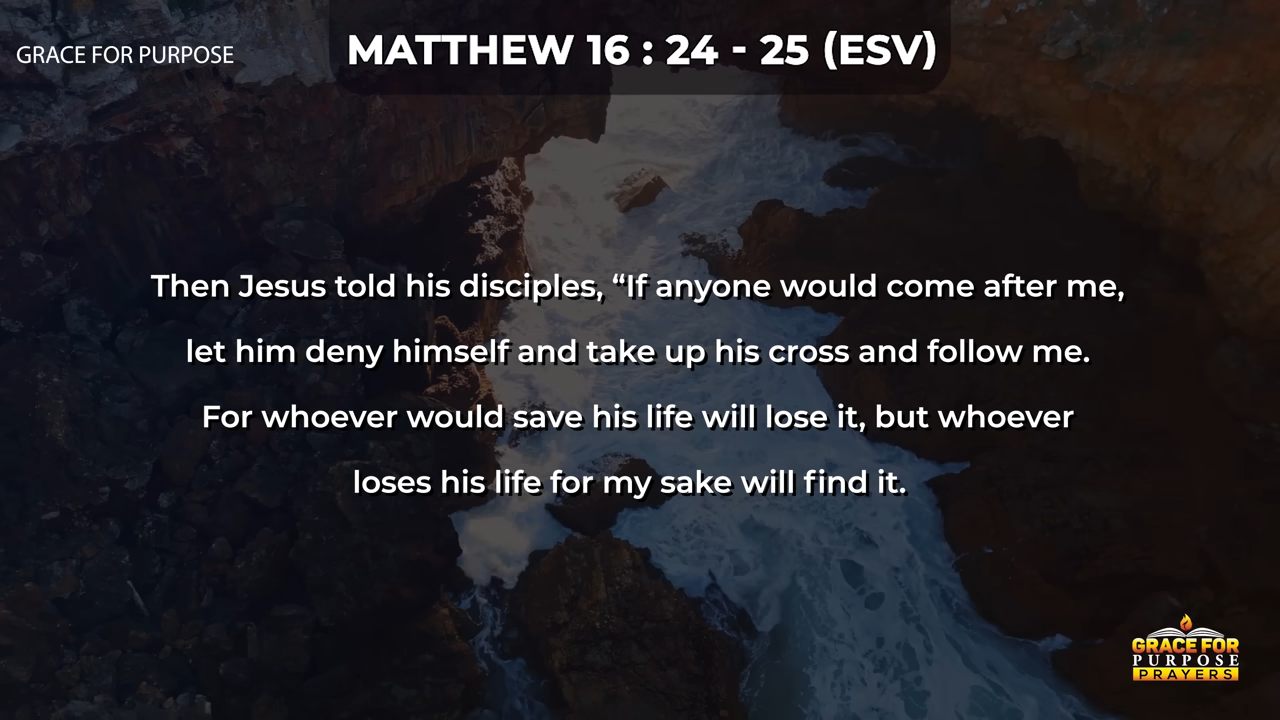 GRACE FOR PURPOSE
MATTHEW 16 : 24 - 25 (ESV)
Then Jesus told his disciples, “If anyone would come after me,
let him deny himself and take up his cross and follow me.
For whoever would save his life will lose it, but whoever
loses his life for my sake will find it.
GRACE FOR
PURPOSE
PRAYERS